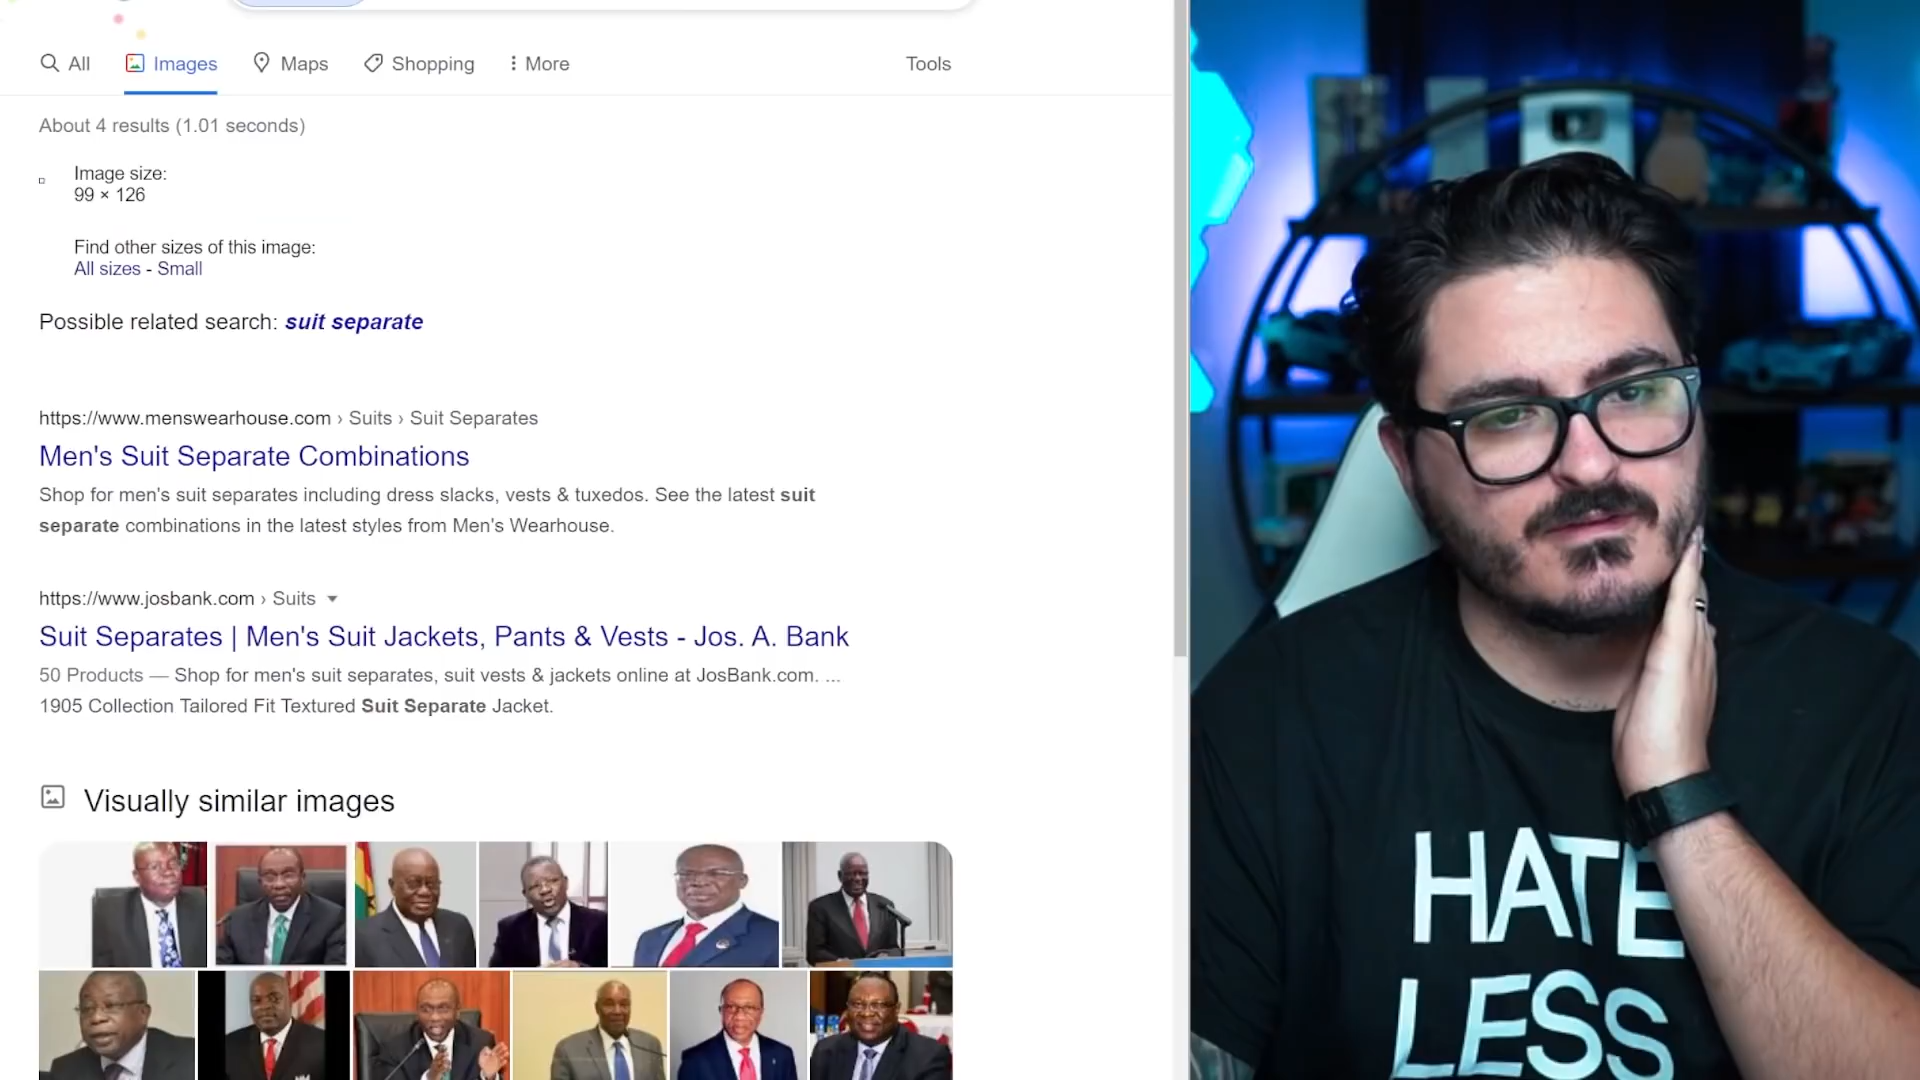 All
Images
Maps
Shopping
More
Tools
About 4 results (1.01 seconds)
Image size:
99 × 126
Find other sizes of this image:
All sizes - Small
Possible related search: suit separate
https://www.menswearhouse.com › Suits › Suit Separates
Men's Suit Separate Combinations
Shop for men's suit separates including dress slacks, vests & tuxedos. See the latest suit
separate combinations in the latest styles from Men's Wearhouse.
https://www.josbank.com › Suits
Suit Separates | Men's Suit Jackets, Pants & Vests - Jos. A. Bank
50 Products — Shop for men's suit separates, suit vests & jackets online at JosBank.com. ...
1905 Collection Tailored Fit Textured Suit Separate Jacket.
Visually similar images
HATE
LESS